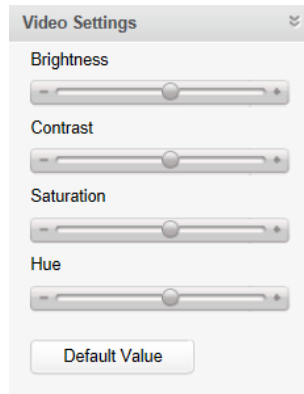 Video Settings
Brightness
Contrast
Saturation
Hue
Default Value